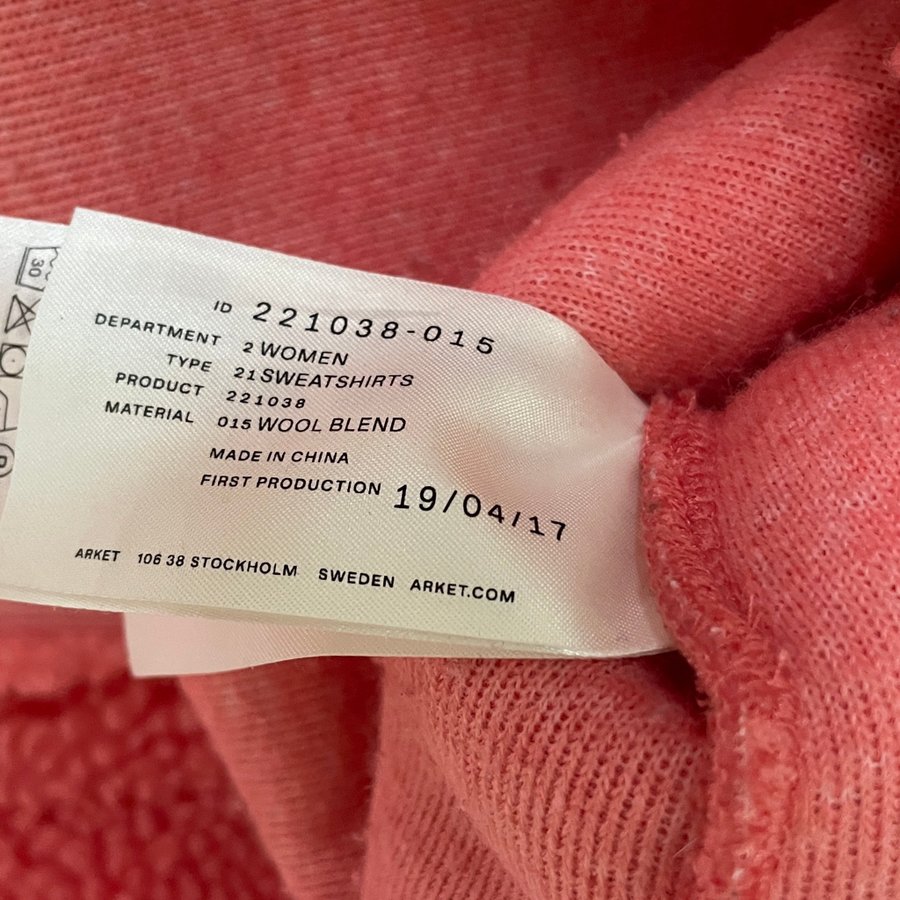 30
ID 221038-015
DEPARTMENT 2 WOMEN
TYPE 21 SWEATSHIRTS
PRODUCT 221038
MATERIAL 015 WOOL BLEND
MADE IN CHINA
FIRST PRODUCTION 19/04/17
ARKET 106 38 STOCKHOLM SWEDEN ARKET.COM